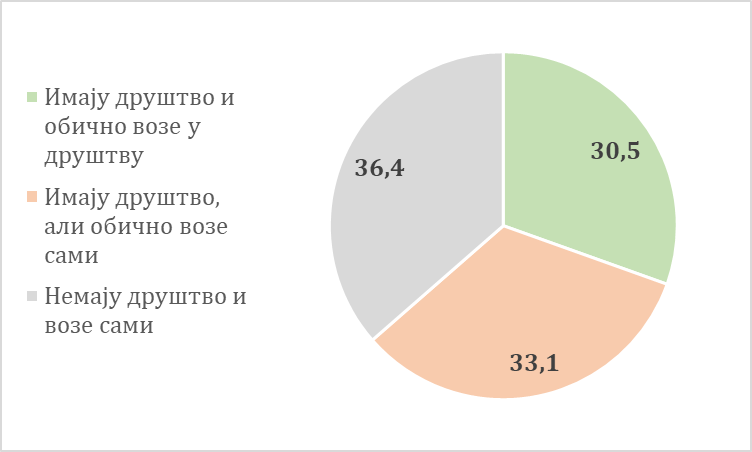 Имају друштво и
обично возе у
друштву
Имају друштво,
али обично возе
сами
Немају друштво и
возе сами
30,5
36,4
33,1